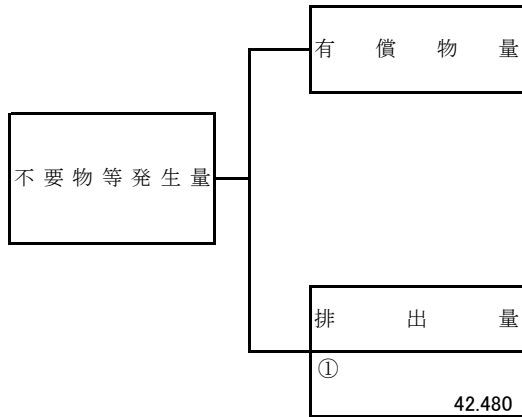 有償物量
不要物等発生量
排出量
①
42.480